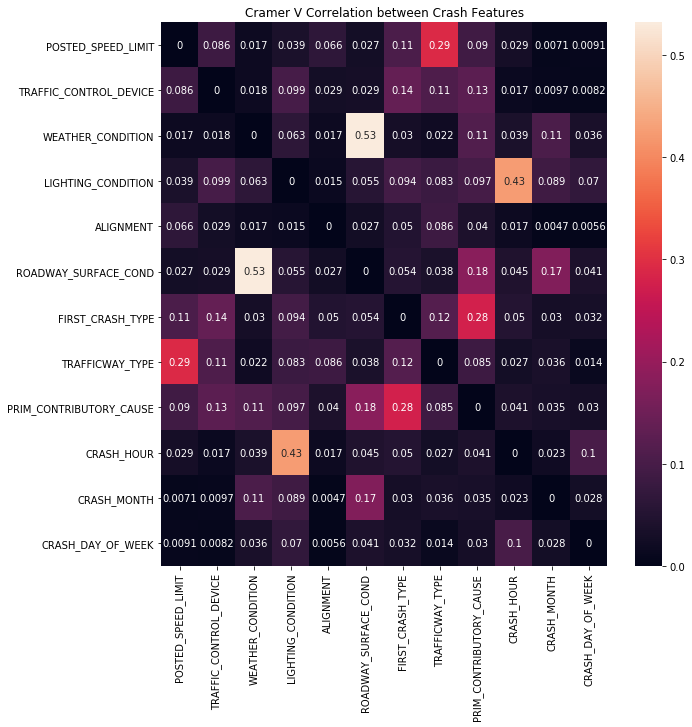 Cramer V Correlation between Crash Features
POSTED_SPEED_LIMIT 0 0.086 0.017 0.039 0.066 0.027 0.11 0.29 0.09 0.029 0.0071 0.0091
TRAFFIC_CONTROL_DEVICE 0.086 0 0.018 0.099 0.029 0.029 0.14 0.11 0.13 0.017 0.0097 0.0082
WEATHER_CONDITION 0.017 0.018 0 0.063 0.017 0.53 0.03 0.022 0.11 0.039 0.11 0.036
LIGHTING_CONDITION 0.039 0.099 0.063 0 0.015 0.055 0.094 0.083 0.097 0.43 0.089 0.07
ALIGNMENT 0.066 0.029 0.017 0.015 0 0.027 0.05 0.086 0.04 0.017 0.0047 0.0056
ROADWAY_SURFACE_COND 0.027 0.029 0.53 0.055 0.027 0 0.054 0.038 0.18 0.045 0.17 0.041
FIRST_CRASH_TYPE 0.11 0.14 0.03 0.094 0.05 0.054 0 0.12 0.28 0.05 0.03 0.032
TRAFFICWAY_TYPE 0.29 0.11 0.022 0.083 0.086 0.038 0.12 0 0.085 0.027 0.036 0.014
PRIM_CONTRIBUTORY_CAUSE 0.09 0.13 0.11 0.097 0.04 0.18 0.28 0.085 0 0.041 0.035 0.03
CRASH_HOUR 0.029 0.017 0.039 0.43 0.017 0.045 0.05 0.027 0.041 0 0.023 0.1
CRASH_MONTH 0.0071 0.0097 0.11 0.089 0.0047 0.17 0.03 0.036 0.035 0.023 0 0.028
CRASH_DAY_OF_WEEK 0.0091 0.0082 0.036 0.07 0.0056 0.041 0.032 0.014 0.03 0.1 0.028 0
POSTED_SPEED_LIMIT
TRAFFIC_CONTROL_DEVICE
WEATHER_CONDITION
LIGHTING_CONDITION
ALIGNMENT
ROADWAY_SURFACE_COND
FIRST_CRASH_TYPE
TRAFFICWAY_TYPE
PRIM_CONTRIBUTORY_CAUSE
CRASH_HOUR
CRASH_MONTH
CRASH_DAY_OF_WEEK
0.5
0.4
0.3
0.2
0.1
0.0